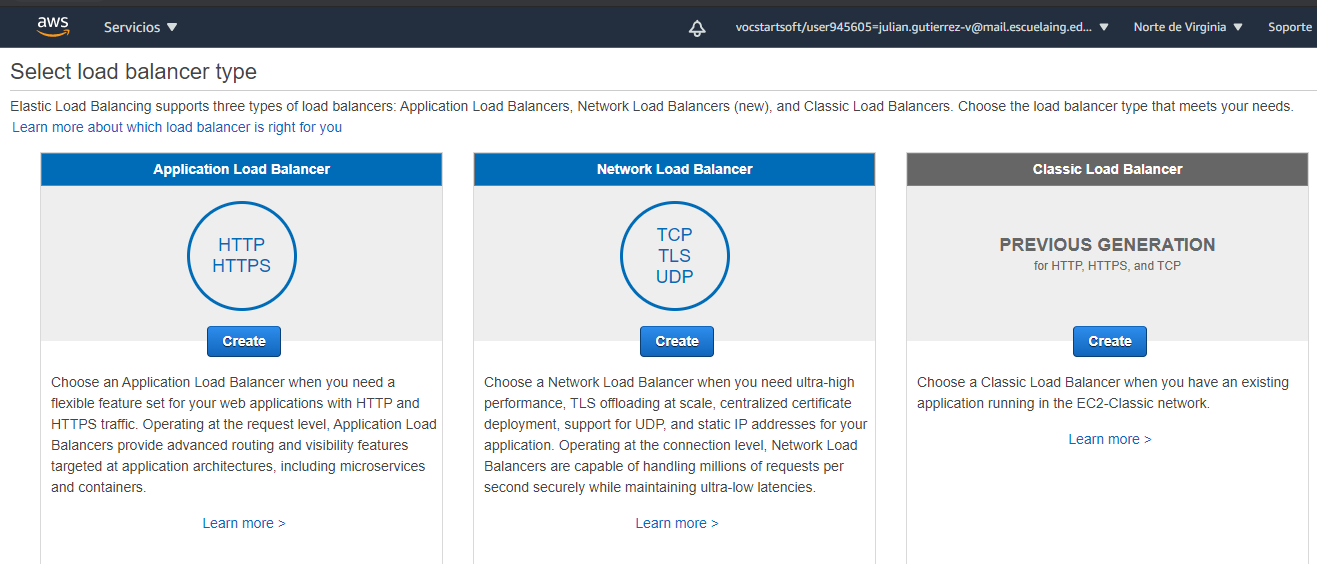 aws Servicios vocstartsoft/user945605=julian.gutierrez-v@mail.escuelaing.ed... Norte de Virginia Soporte
Select load balancer type
Elastic Load Balancing supports three types of load balancers: Application Load Balancers, Network Load Balancers (new), and Classic Load Balancers. Choose the load balancer type that meets your needs.
Learn more about which load balancer is right for you
Application Load Balancer
HTTP
HTTPS
Create
Choose an Application Load Balancer when you need a
flexible feature set for your web applications with HTTP and
HTTPS traffic. Operating at the request level, Application Load
Balancers provide advanced routing and visibility features
targeted at application architectures, including microservices
and containers.
Learn more >
Network Load Balancer
TCP
TLS
UDP
Create
Choose a Network Load Balancer when you need ultra-high
performance, TLS offloading at scale, centralized certificate
deployment, support for UDP, and static IP addresses for your
application. Operating at the connection level, Network Load
Balancers are capable of handling millions of requests per
second securely while maintaining ultra-low latencies.
Learn more >
Classic Load Balancer
PREVIOUS GENERATION
for HTTP, HTTPS, and TCP
Create
Choose a Classic Load Balancer when you have an existing
application running in the EC2-Classic network.
Learn more >